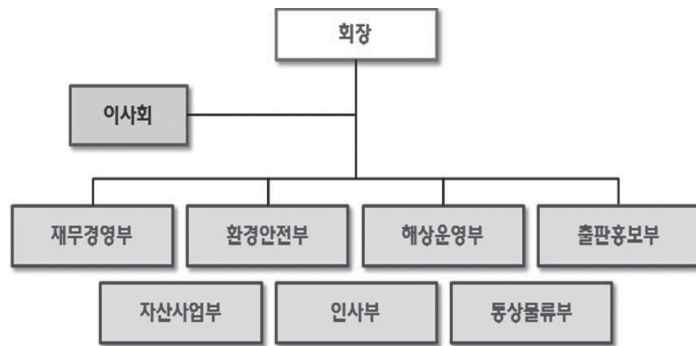 회장
이사회
재무경영부
환경안전부
해상운영부
출판홍보부
자산사업부
인사부
통상물류부